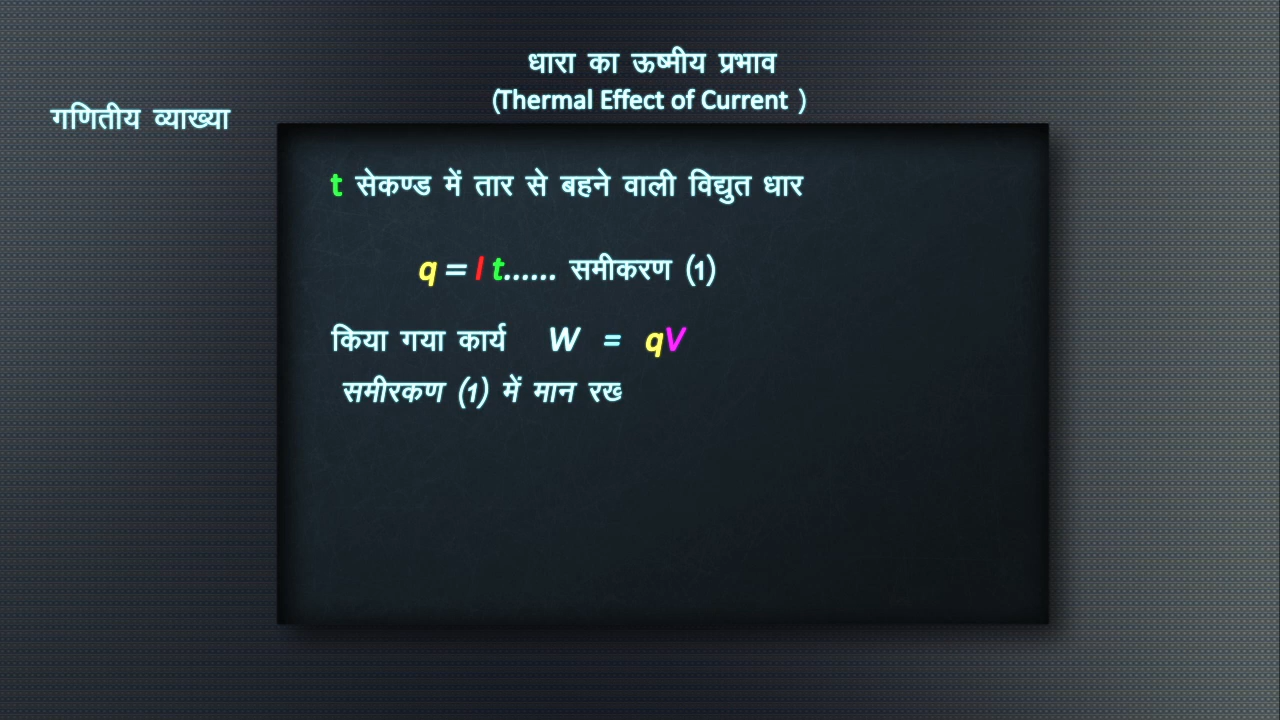 धारा का ऊष्मीय प्रभाव
(Thermal Effect of Current )
गणितीय व्याख्या
t सेकण्ड में तार से बहने वाली विद्युत धार
q = I t...... समीकरण (1)
किया गया कार्य W = qV
समीरकण (1) में मान रख